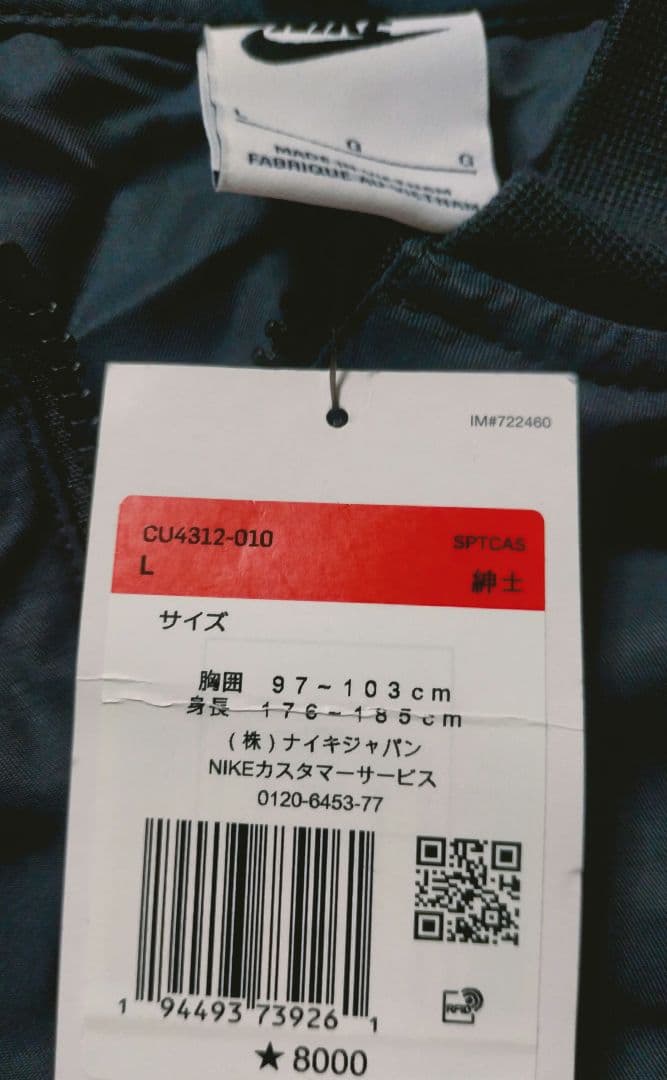 L G G
MADE IN VIETNAM
FABRIQUE AU VIETNAM
IM#722460
CU4312-010 SPTCAS
L 紳士
サイズ
胸囲 97~103cm
身長 176~185cm
(株)ナイキジャパン
NIKEカスタマーサービス
0120-6453-77
RFID
1 94493 73926 1
★8000